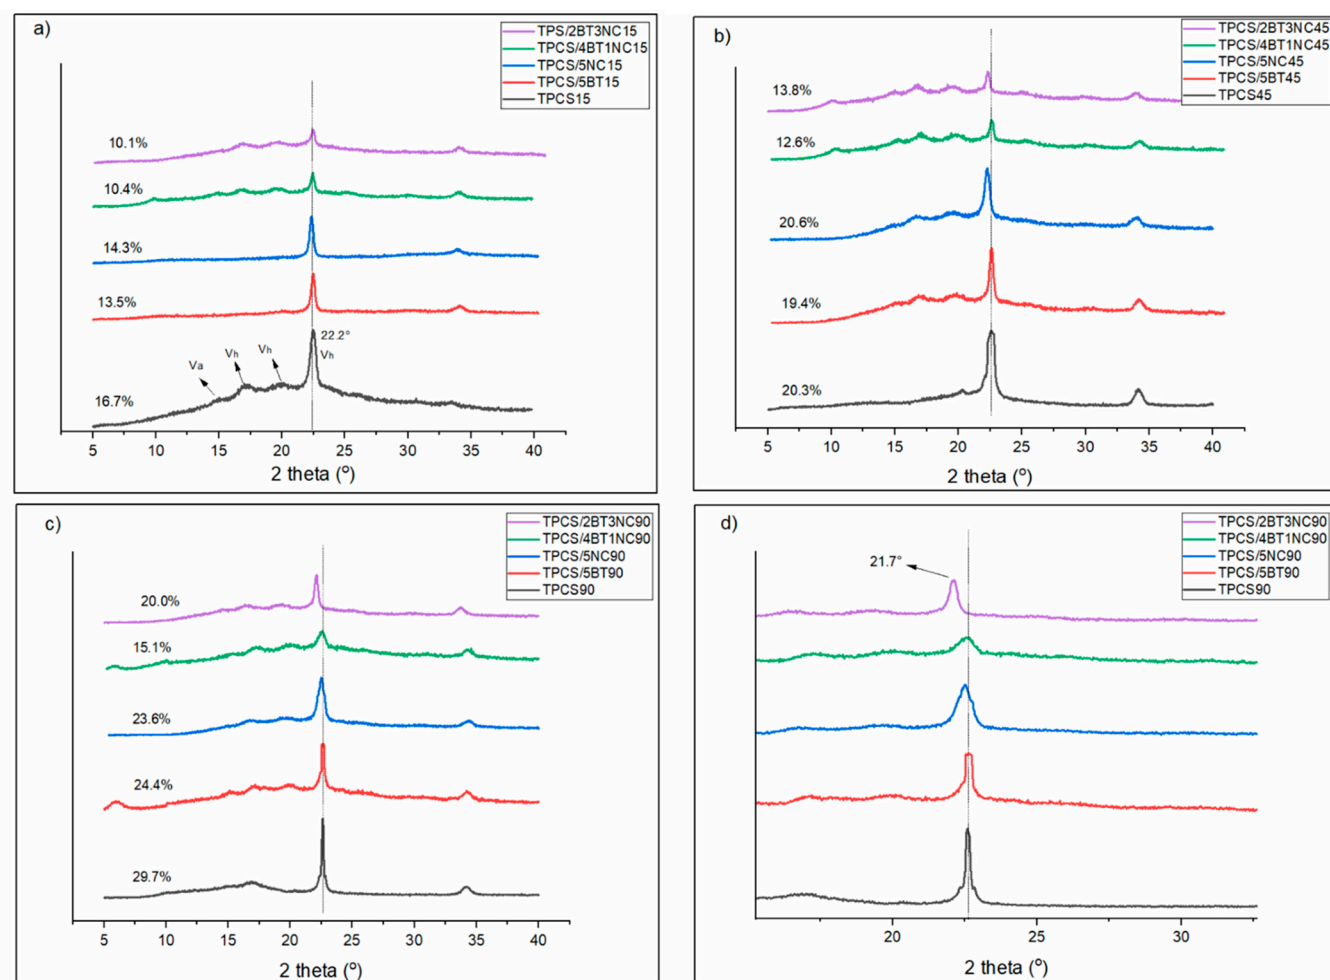 a)
TPS/2BT3NC15
TPCS/4BT1NC15
TPCS/5NC15
TPCS/5BT15
TPCS15
10.1%
10.4%
14.3%
13.5%
16.7%
Va
Vh
Vh
22.2°
Vh
5 10 15 20 25 30 35 40
2 theta (°)
b)
TPCS/2BT3NC45
TPCS/4BT1NC45
TPCS/5NC45
TPCS/5BT45
TPCS45
13.8%
12.6%
20.6%
19.4%
20.3%
5 10 15 20 25 30 35 40
2 theta (°)
c)
TPCS/2BT3NC90
TPCS/4BT1NC90
TPCS/5NC90
TPCS/5BT90
TPCS90
20.0%
15.1%
23.6%
24.4%
29.7%
5 10 15 20 25 30 35 40
2 theta (°)
d)
TPCS/2BT3NC90
TPCS/4BT1NC90
TPCS/5NC90
TPCS/5BT90
TPCS90
21.7°
20 25 30
2 theta (°)